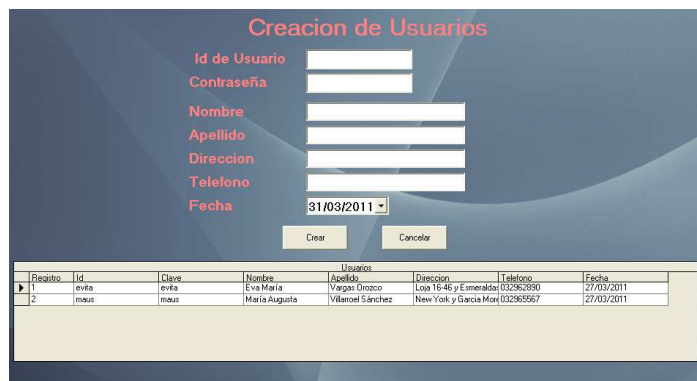 Creacion de Usuarios
Id de Usuario
Contraseña
Nombre
Apellido
Direccion
Telefono
Fecha 31/03/2011
Crear Cancelar
Usuarios
Registro Id Clave Nombre Apellido Direccion Telefono Fecha
1 evita evita Eva María Vargas Orozco Loja 16-46 y Esmeraldas 032962890 27/03/2011
2 maus maus María Augusta Villarroel Sánchez New York y Garcia 032965567 27/03/2011